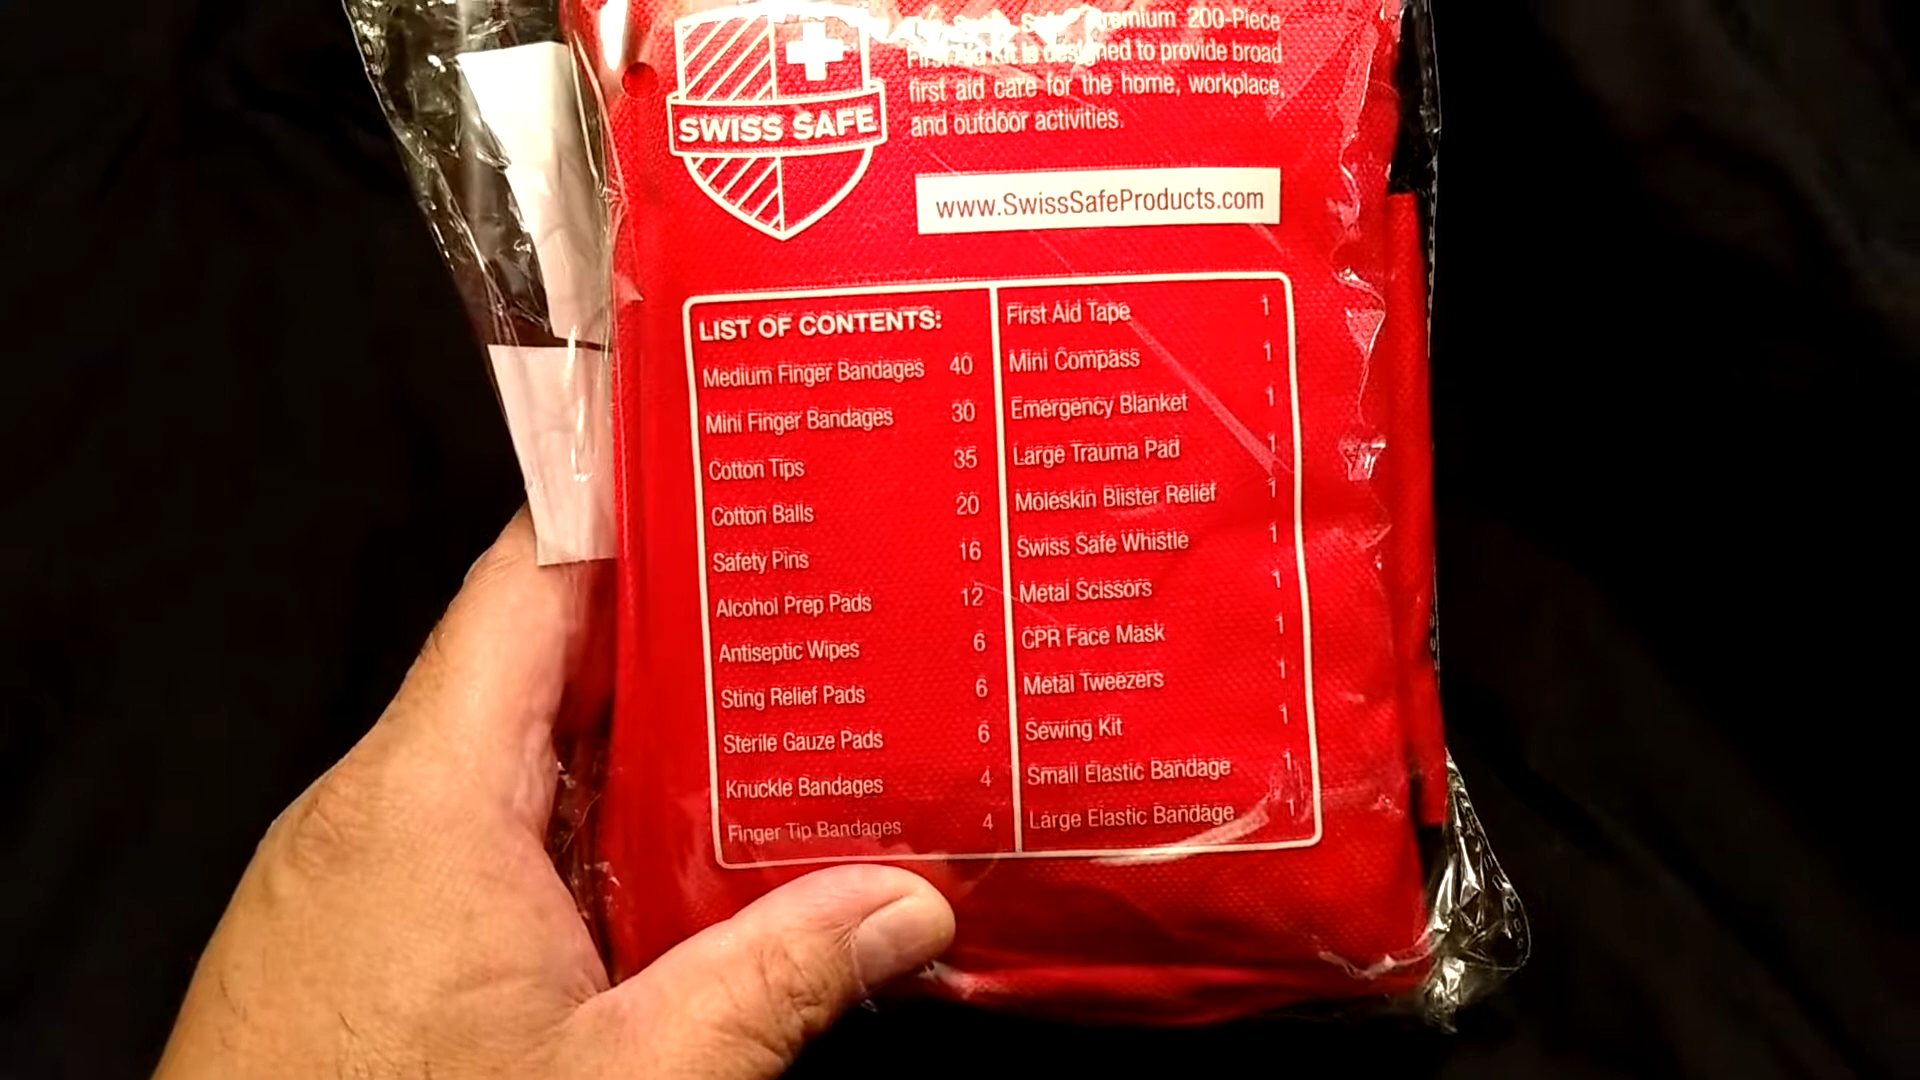 SWISS SAFE
Premium 200-Piece
First Aid Kit is designed to provide broad
first aid care for the home, workplace,
and outdoor activities.
www.SwissSafeProducts.com
LIST OF CONTENTS:
Medium Finger Bandages 40
Mini Finger Bandages 30
Cotton Tips 35
Cotton Balls 20
Safety Pins 16
Alcohol Prep Pads 12
Antiseptic Wipes 6
Sting Relief Pads 6
Sterile Gauze Pads 6
Knuckle Bandages 4
Finger Tip Bandages 4
First Aid Tape 1
Mini Compass 1
Emergency Blanket 1
Large Trauma Pad 1
Moleskin Blister Relief 1
Swiss Safe Whistle 1
Metal Scissors 1
CPR Face Mask 1
Metal Tweezers 1
Sewing Kit 1
Small Elastic Bandage 1
Large Elastic Bandage 1